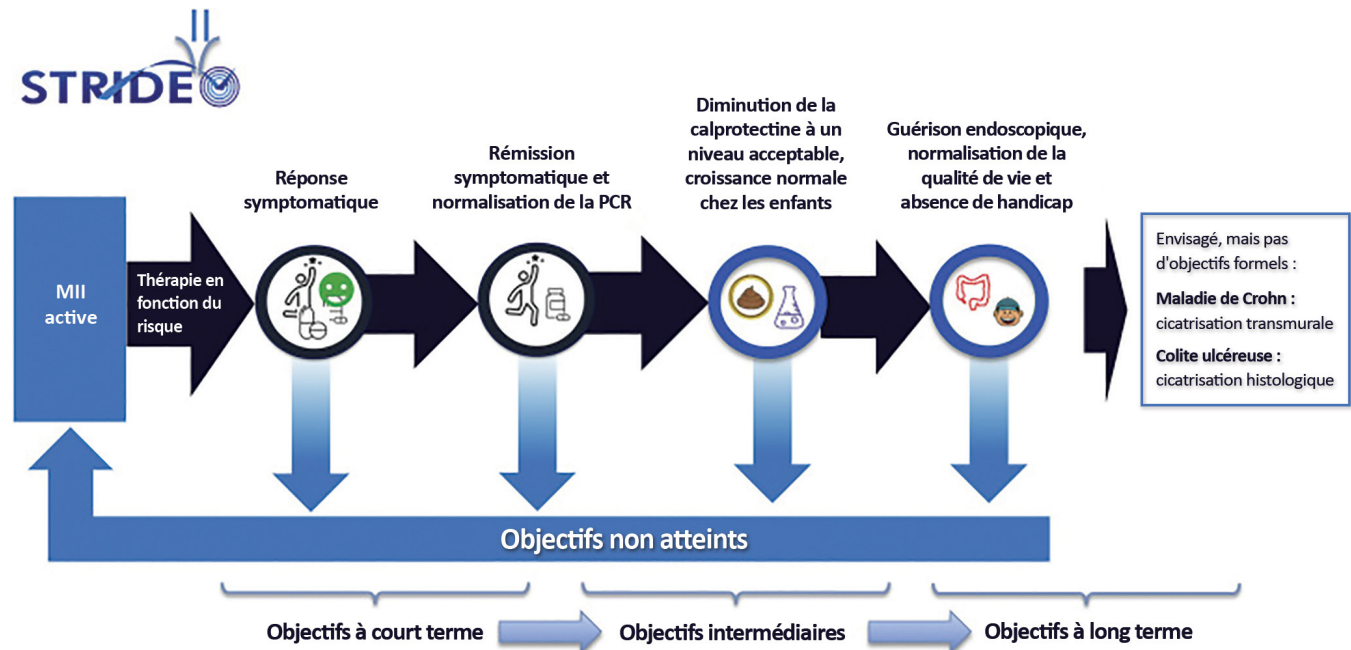 II
STRIDE
Réponse
symptomatique
Rémission
symptomatique et
normalisation de la PCR
Diminution de la
calprotectine à un
niveau acceptable,
croissance normale
chez les enfants
Guérison endoscopique,
normalisation de la
qualité de vie et
absence de handicap
MII
active
Thérapie en
fonction du
risque
Envisagé, mais pas
d'objectifs formels :
Maladie de Crohn :
cicatrisation transmurale
Colite ulcéreuse :
cicatrisation histologique
Objectifs non atteints
Objectifs à court terme
Objectifs intermédiaires
Objectifs à long terme